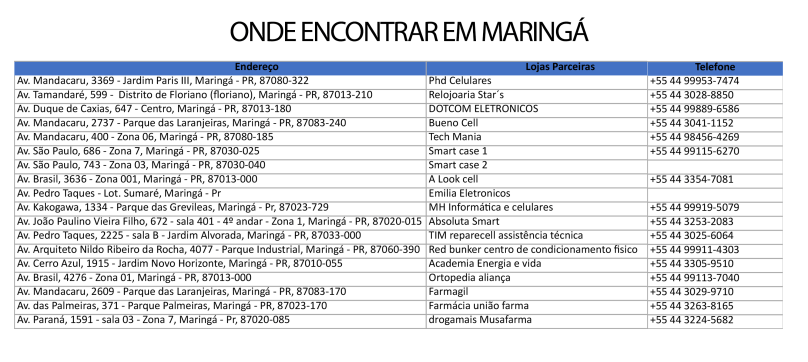 ONDE ENCONTRAR EM MARINGÁ
Endereço Lojas Parceiras Telefone
Av. Mandacaru, 3369 - Jardim Paris III, Maringá - PR, 87080-322 Phd Celulares +55 44 99953-7474
Av. Tamandaré, 599 - Distrito de Floriano (floriano), Maringá - PR, 87013-210 Relojoaria Star´s +55 44 3028-8850
Av. Duque de Caxias, 647 - Centro, Maringá - PR, 87013-180 DOTCOM ELETRONICOS +55 44 99889-6586
Av. Mandacaru, 2737 - Parque das Laranjeiras, Maringá - PR, 87083-240 Bueno Cell +55 44 3041-1152
Av. Mandacaru, 400 - Zona 06, Maringá - PR, 87080-185 Tech Mania +55 44 98456-4269
Av. São Paulo, 686 - Zona 7, Maringá - PR, 87030-025 Smart case 1 +55 44 99115-6270
Av. São Paulo, 743 - Zona 03, Maringá - PR, 87030-040 Smart case 2
Av. Brasil, 3636 - Zona 001, Maringá - PR, 87013-000 A Look cell +55 44 3354-7081
Av. Pedro Taques - Lot. Sumaré, Maringá - Pr Emilia Eletronicos
Av. Kakogawa, 1334 - Parque das Grevileas, Maringá - Pr, 87023-729 MH Informática e celulares +55 44 99919-5079
Av. João Paulino Vieira Filho, 672 - sala 401 - 4º andar - Zona 1, Maringá - PR, 87020-015 Absoluta Smart +55 44 3253-2083
Av. Pedro Taques, 2225 - sala B - Jardim Alvorada, Maringá - PR, 87033-000 TIM reparecell assistência técnica +55 44 3025-6064
Av. Arquiteto Nildo Ribeiro da Rocha, 4077 - Parque Industrial, Maringá - PR, 87060-390 Red bunker centro de condicionamento fisico +55 44 99911-4303
Av. Cerro Azul, 1915 - Jardim Novo Horizonte, Maringá - PR, 87010-055 Academia Energia e vida +55 44 3305-9510
Av. Brasil, 4276 - Zona 01, Maringá - PR, 87013-000 Ortopedia aliança +55 44 99113-7040
Av. Mandacaru, 2609 - Parque das Laranjeiras, Maringá - PR, 87083-170 Farmagil +55 44 3029-9710
Av. das Palmeiras, 371 - Parque Palmeiras, Maringá - PR, 87023-170 Farmácia união farma +55 44 3263-8165
Av. Paraná, 1591 - sala 03 - Zona 7, Maringá - Pr, 87020-085 drogamais Musafarma +55 44 3224-5682